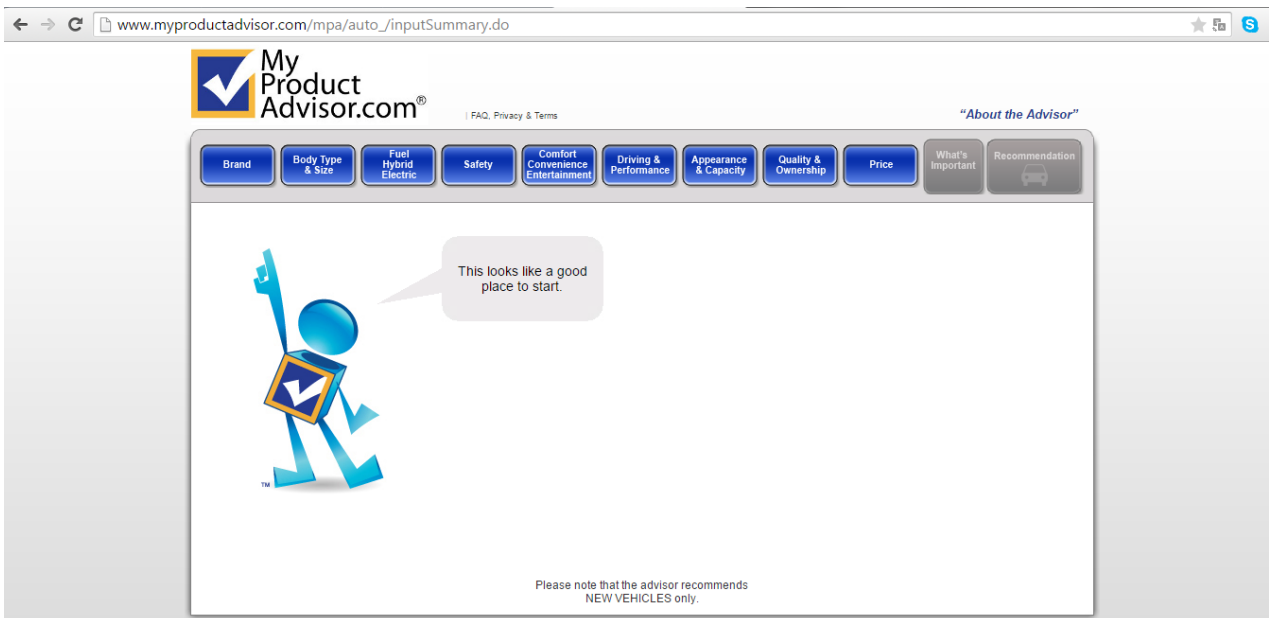 www.myproductadvisor.com/mpa/auto_/inputSummary.do
My
Product
Advisor.com®
| FAQ, Privacy & Terms
“About the Advisor”
Brand
Body Type
& Size
Fuel
Hybrid
Electric
Safety
Comfort
Convenience
Entertainment
Driving &
Performance
Appearance
& Capacity
Quality &
Ownership
Price
What's
Important
Recommendation
This looks like a good
place to start.
TM
Please note that the advisor recommends
NEW VEHICLES only.